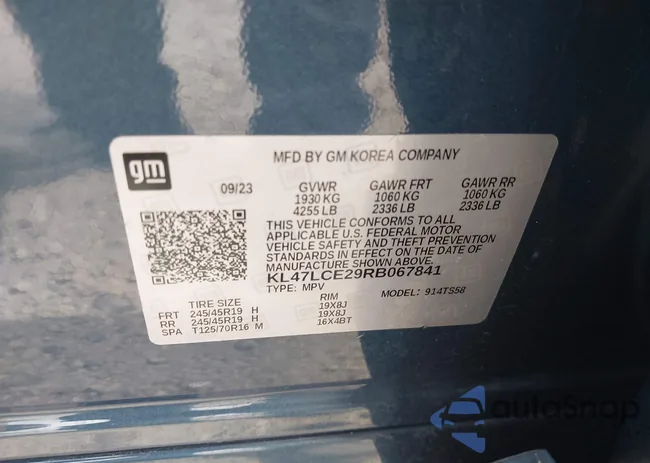 gm
MFD BY GM KOREA COMPANY
09/23 GVWR GAWR FRT GAWR RR
1930 KG 1060 KG 1060 KG
4255 LB 2336 LB 2336 LB
THIS VEHICLE CONFORMS TO ALL
APPLICABLE U.S. FEDERAL MOTOR
VEHICLE SAFETY AND THEFT PREVENTION
STANDARDS IN EFFECT ON THE DATE OF
MANUFACTURE SHOWN ABOVE.
KL47LCE29RB067841
TYPE: MPV MODEL: 914TS58
TIRE SIZE RIM
FRT 245/45R19 H 19X8J
RR 245/45R19 H 19X8J
SPA T125/70R16 M 16X4BT
autoSnap